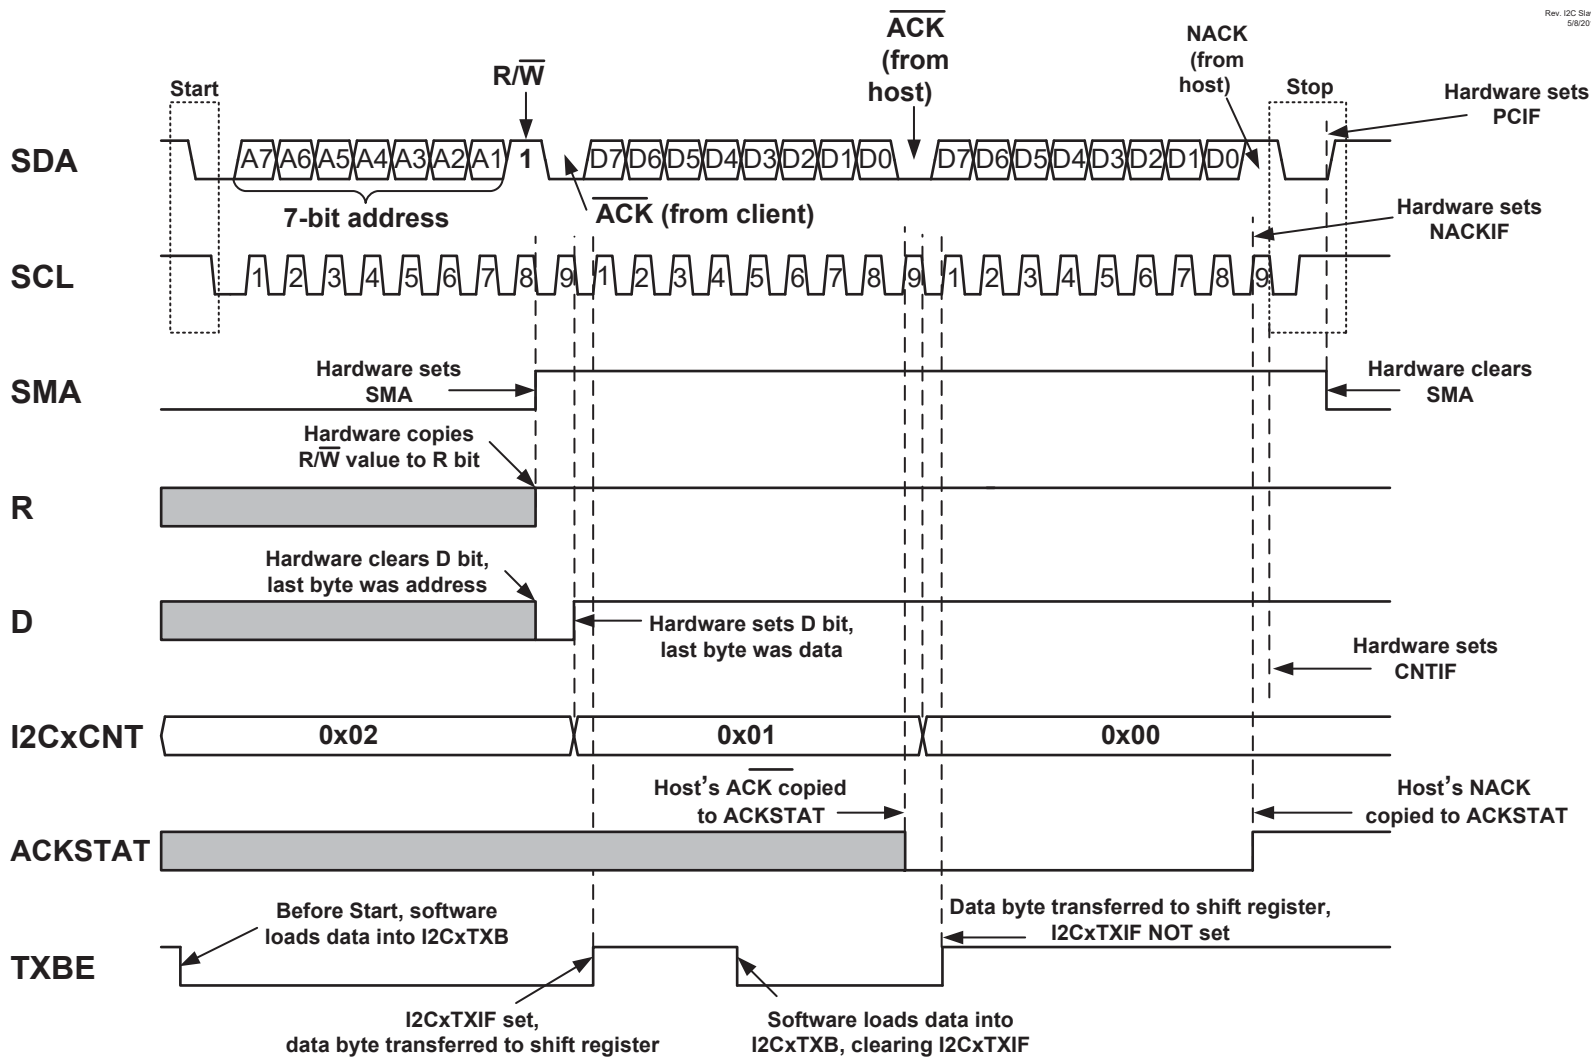 Rev. I2C Sla
5/8/20
Start
R/W
ACK
(from
host)
NACK
(from
host)
Stop
Hardware sets
PCIF
SDA
A7 A6 A5 A4 A3 A2 A1 1 D7 D6 D5 D4 D3 D2 D1 D0 D7 D6 D5 D4 D3 D2 D1 D0
7-bit address
ACK (from client)
Hardware sets
NACKIF
SCL
1 2 3 4 5 6 7 8 9 1 2 3 4 5 6 7 8 9 1 2 3 4 5 6 7 8 9
SMA
Hardware sets
SMA
Hardware clears
SMA
Hardware copies
R/W value to R bit
R
Hardware clears D bit,
last byte was address
D
Hardware sets D bit,
last byte was data
Hardware sets
CNTIF
I2CxCNT
0x02
0x01
0x00
Host's ACK copied
to ACKSTAT
Host's NACK
copied to ACKSTAT
ACKSTAT
Before Start, software
loads data into I2CxTXB
Data byte transferred to shift register,
I2CxTXIF NOT set
TXBE
I2CxTXIF set,
data byte transferred to shift register
Software loads data into
I2CxTXB, clearing I2CxTXIF